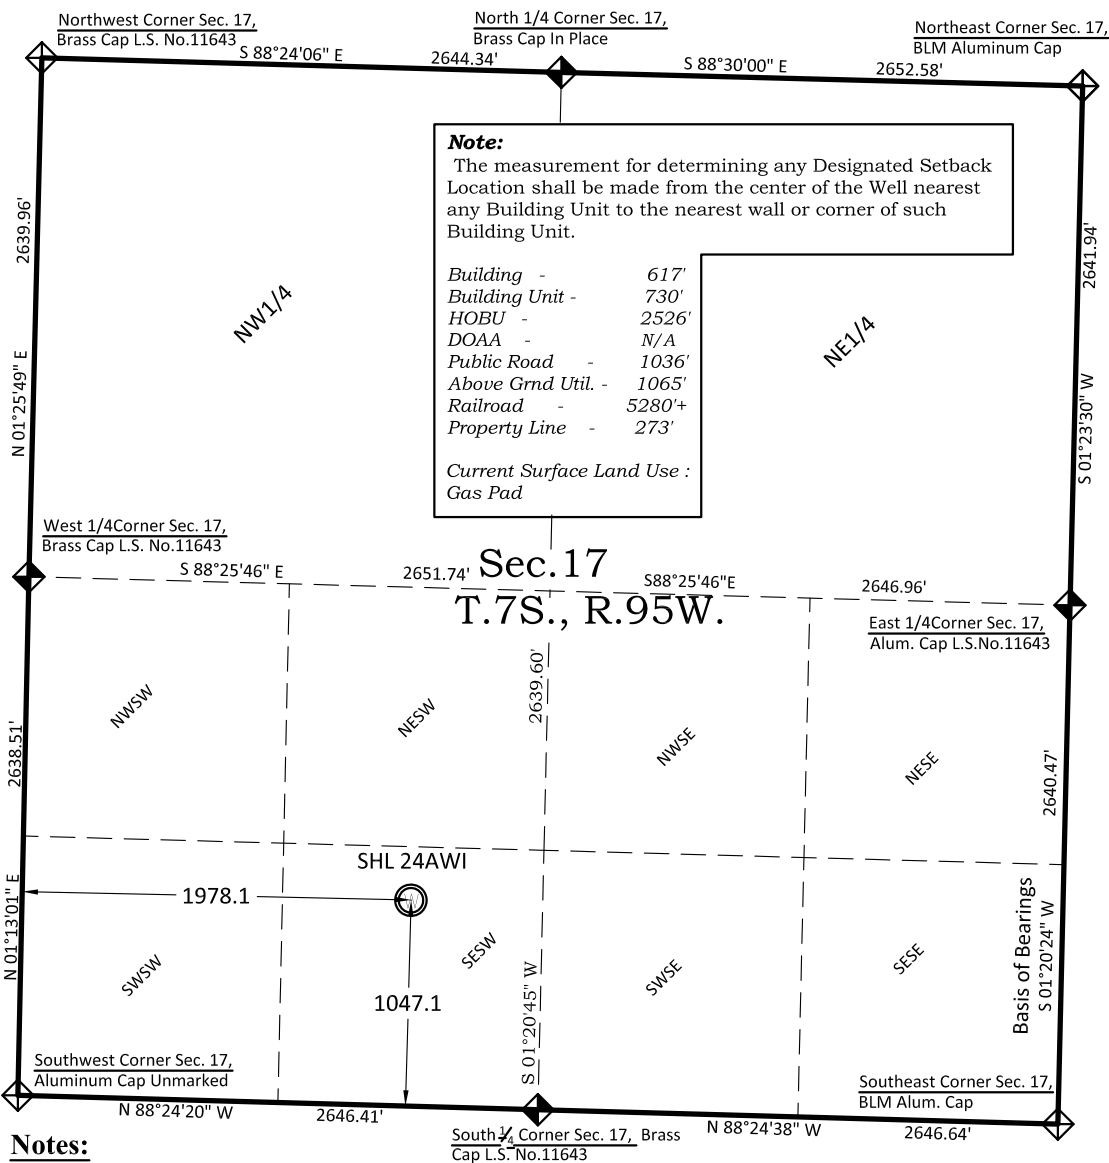 Northwest Corner Sec. 17,
Brass Cap L.S. No.11643
North 1/4 Corner Sec. 17,
Brass Cap In Place
Northeast Corner Sec. 17,
BLM Aluminum Cap
S 88°24'06" E
2644.34'
S 88°30'00" E
2652.58'
Note:
The measurement for determining any Designated Setback
Location shall be made from the center of the Well nearest
any Building Unit to the nearest wall or corner of such
Building Unit.
Building - 617'
Building Unit - 730'
HOBU - 2526'
DOAA - N/A
Public Road - 1036'
Above Grnd Util. - 1065'
Railroad - 5280'+
Property Line - 273'
Current Surface Land Use :
Gas Pad
2639.96'
N 01°25'49" E
NW1/4
NE1/4
2641.94'
S 01°23'30" W
West 1/4Corner Sec. 17,
Brass Cap L.S. No.11643
S 88°25'46" E
2651.74'
Sec.17
T.7S., R.95W.
S88°25'46"E
2646.96'
East 1/4Corner Sec. 17,
Alum. Cap L.S.No.11643
2638.51'
N 01°13'01" E
NWSW
NESW
2639.60'
S 01°20'45" W
NWSE
NESE
2640.47'
SHL 24AWI
1978.1
1047.1
SWSW
SESW
SWSE
SESE
Basis of Bearings
S 01°20'24" W
Southwest Corner Sec. 17,
Aluminum Cap Unmarked
Southeast Corner Sec. 17,
BLM Alum. Cap
N 88°24'20" W
2646.41'
South 1/4 Corner Sec. 17, Brass
Cap L.S. No.11643
N 88°24'38" W
2646.64'
Notes: